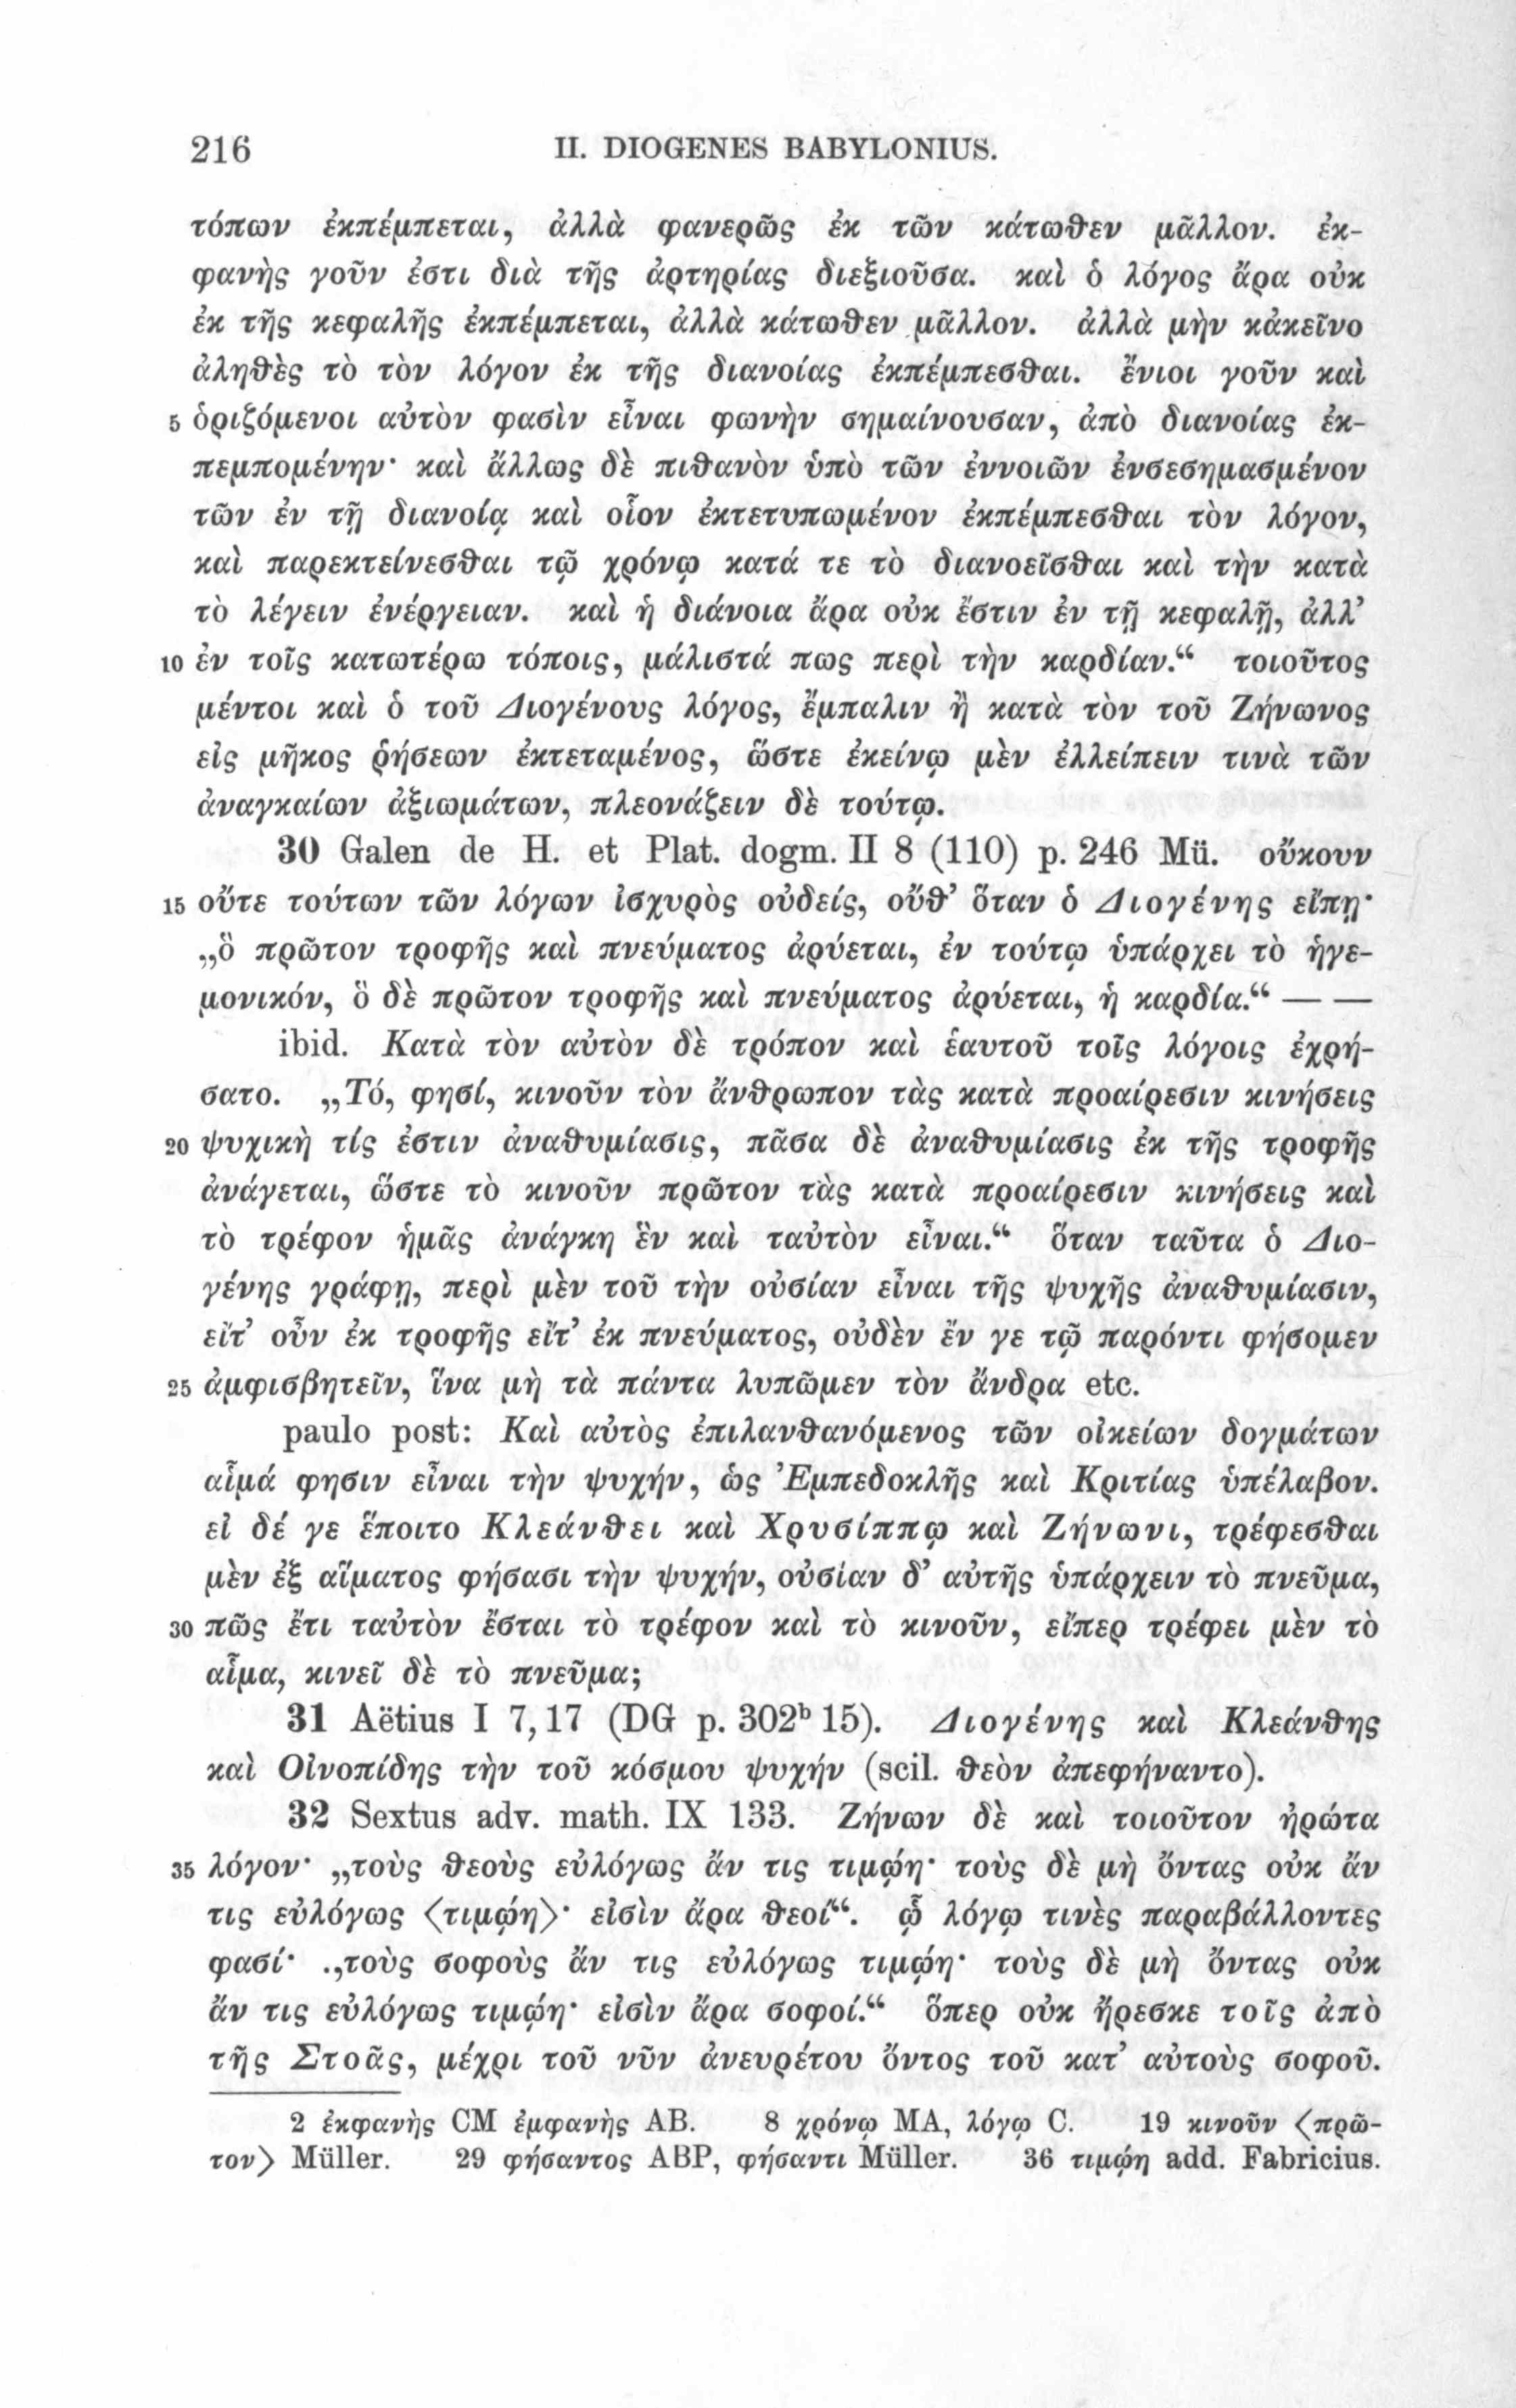 216 II. DIOGENES BABYLONIUS.
τόπων ἐκπέμπεται, ἀλλὰ φανερῶς ἐκ τῶν κάτωθεν μᾶλλον. ἐκ-
φανὴς γοῦν ἐστι διὰ τῆς ἀρτηρίας διεξιοῦσα. καὶ ὁ λόγος ἄρα οὐκ
ἐκ τῆς κεφαλῆς ἐκπέμπεται, ἀλλὰ κάτωθεν μᾶλλον. ἀλλὰ μὴν κἀκεῖνο
ἀληθὲς τὸ τὸν λόγον ἐκ τῆς διανοίας ἐκπέμπεσθαι. ἔνιοι γοῦν καὶ
5 ὁριζόμενοι αὐτὸν φασὶν εἶναι φωνὴν σημαίνουσαν, ἀπὸ διανοίας ἐκ-
πεμπομένην· καὶ ἄλλως δὲ πιθανὸν ὑπὸ τῶν ἐννοιῶν ἐνσεσημασμένον
τῶν ἐν τῇ διανοίᾳ καὶ οἷον ἐκτετυπωμένον ἐκπέμπεσθαι τὸν λόγον,
καὶ παρεκτείνεσθαι τῷ χρόνῳ κατά τε τὸ διανοεῖσθαι καὶ τὴν κατὰ
τὸ λέγειν ἐνέργειαν. καὶ ἡ διάνοια ἄρα οὐκ ἔστιν ἐν τῇ κεφαλῇ, ἀλλ’
10 ἐν τοῖς κατωτέρω τόποις, μάλιστά πως περὶ τὴν καρδίαν.“ τοιοῦτος
μέντοι καὶ ὁ τοῦ Διογένους λόγος, ἔμπαλιν ἢ κατὰ τὸν τοῦ Ζήνωνος
εἰς μῆκος ῥήσεων ἐκτεταμένος, ὥστε ἐκείνῳ μὲν ἐλλείπειν τινὰ τῶν
ἀναγκαίων ἀξιωμάτων, πλεονάζειν δὲ τούτῳ.
30 Galen de H. et Plat. dogm. II 8 (110) p. 246 Mü. οὔκουν
15 οὔτε τούτων τῶν λόγων ἰσχυρὸς οὐδείς, οὔθ’ ὅταν ὁ Διογένης εἴπῃ·
„ὃ πρῶτον τροφῆς καὶ πνεύματος ἀρύεται, ἐν τούτῳ ὑπάρχει τὸ ἡγε-
μονικόν, ὃ δὲ πρῶτον τροφῆς καὶ πνεύματος ἀρύεται, ἡ καρδία.“ — —
ibid. Κατὰ τὸν αὐτὸν δὲ τρόπον καὶ ἑαυτοῦ τοῖς λόγοις ἐχρή-
σατο. „Τό, φησί, κινοῦν τὸν ἄνθρωπον τὰς κατὰ προαίρεσιν κινήσεις
20 ψυχική τίς ἐστιν ἀναθυμίασις, πᾶσα δὲ ἀναθυμίασις ἐκ τῆς τροφῆς
ἀνάγεται, ὥστε τὸ κινοῦν πρῶτον τὰς κατὰ προαίρεσιν κινήσεις καὶ
τὸ τρέφον ἡμᾶς ἀνάγκη ἓν καὶ ταὐτὸν εἶναι.“ ὅταν ταῦτα ὁ Διο-
γένης γράφῃ, περὶ μὲν τοῦ τὴν οὐσίαν εἶναι τῆς ψυχῆς ἀναθυμίασιν,
εἴτ’ οὖν ἐκ τροφῆς εἴτ’ ἐκ πνεύματος, οὐδὲν ἔν γε τῷ παρόντι φήσομεν
25 ἀμφισβητεῖν, ἵνα μὴ τὰ πάντα λυπῶμεν τὸν ἄνδρα etc.
paulo post: Καὶ αὐτὸς ἐπιλανθανόμενος τῶν οἰκείων δογμάτων
αἷμά φησιν εἶναι τὴν ψυχήν, ὡς Ἐμπεδοκλῆς καὶ Κριτίας ὑπέλαβον.
εἰ δέ γε ἕποιτο Κλεάνθει καὶ Χρυσίππῳ καὶ Ζήνωνι, τρέφεσθαι
μὲν ἐξ αἵματος φήσασι τὴν ψυχήν, οὐσίαν δ’ αὐτῆς ὑπάρχειν τὸ πνεῦμα,
30 πῶς ἔτι ταὐτὸν ἔσται τὸ τρέφον καὶ τὸ κινοῦν, εἴπερ τρέφει μὲν τὸ
αἷμα, κινεῖ δὲ τὸ πνεῦμα;
31 Aëtius I 7,17 (DG p. 302ᵇ 15). Διογένης καὶ Κλεάνθης
καὶ Οἰνοπίδης τὴν τοῦ κόσμου ψυχήν (scil. θεὸν ἀπεφήναντο).
32 Sextus adv. math. IX 133. Ζήνων δὲ καὶ τοιοῦτον ἠρώτα
35 λόγον· „τοὺς θεοὺς εὐλόγως ἄν τις τιμῴη· τοὺς δὲ μὴ ὄντας οὐκ ἄν
τις εὐλόγως ⟨τιμῴη⟩· εἰσὶν ἄρα θεοί“. ᾧ λόγῳ τινὲς παραβάλλοντες
φασί· „τοὺς σοφοὺς ἄν τις εὐλόγως τιμῴη· τοὺς δὲ μὴ ὄντας οὐκ
ἄν τις εὐλόγως τιμῴη· εἰσὶν ἄρα σοφοί.“ ὅπερ οὐκ ἤρεσκε τοῖς ἀπὸ
τῆς Στοᾶς, μέχρι τοῦ νῦν ἀνευρέτου ὄντος τοῦ κατ’ αὐτοὺς σοφοῦ.
2 ἐκφανὴς CM ἐμφανὴς AB. 8 χρόνῳ MA, λόγῳ C. 19 κινοῦν ⟨πρῶ-
τον⟩ Müller. 29 φήσαντος ABP, φήσαντι Müller. 36 τιμῴη add. Fabricius.